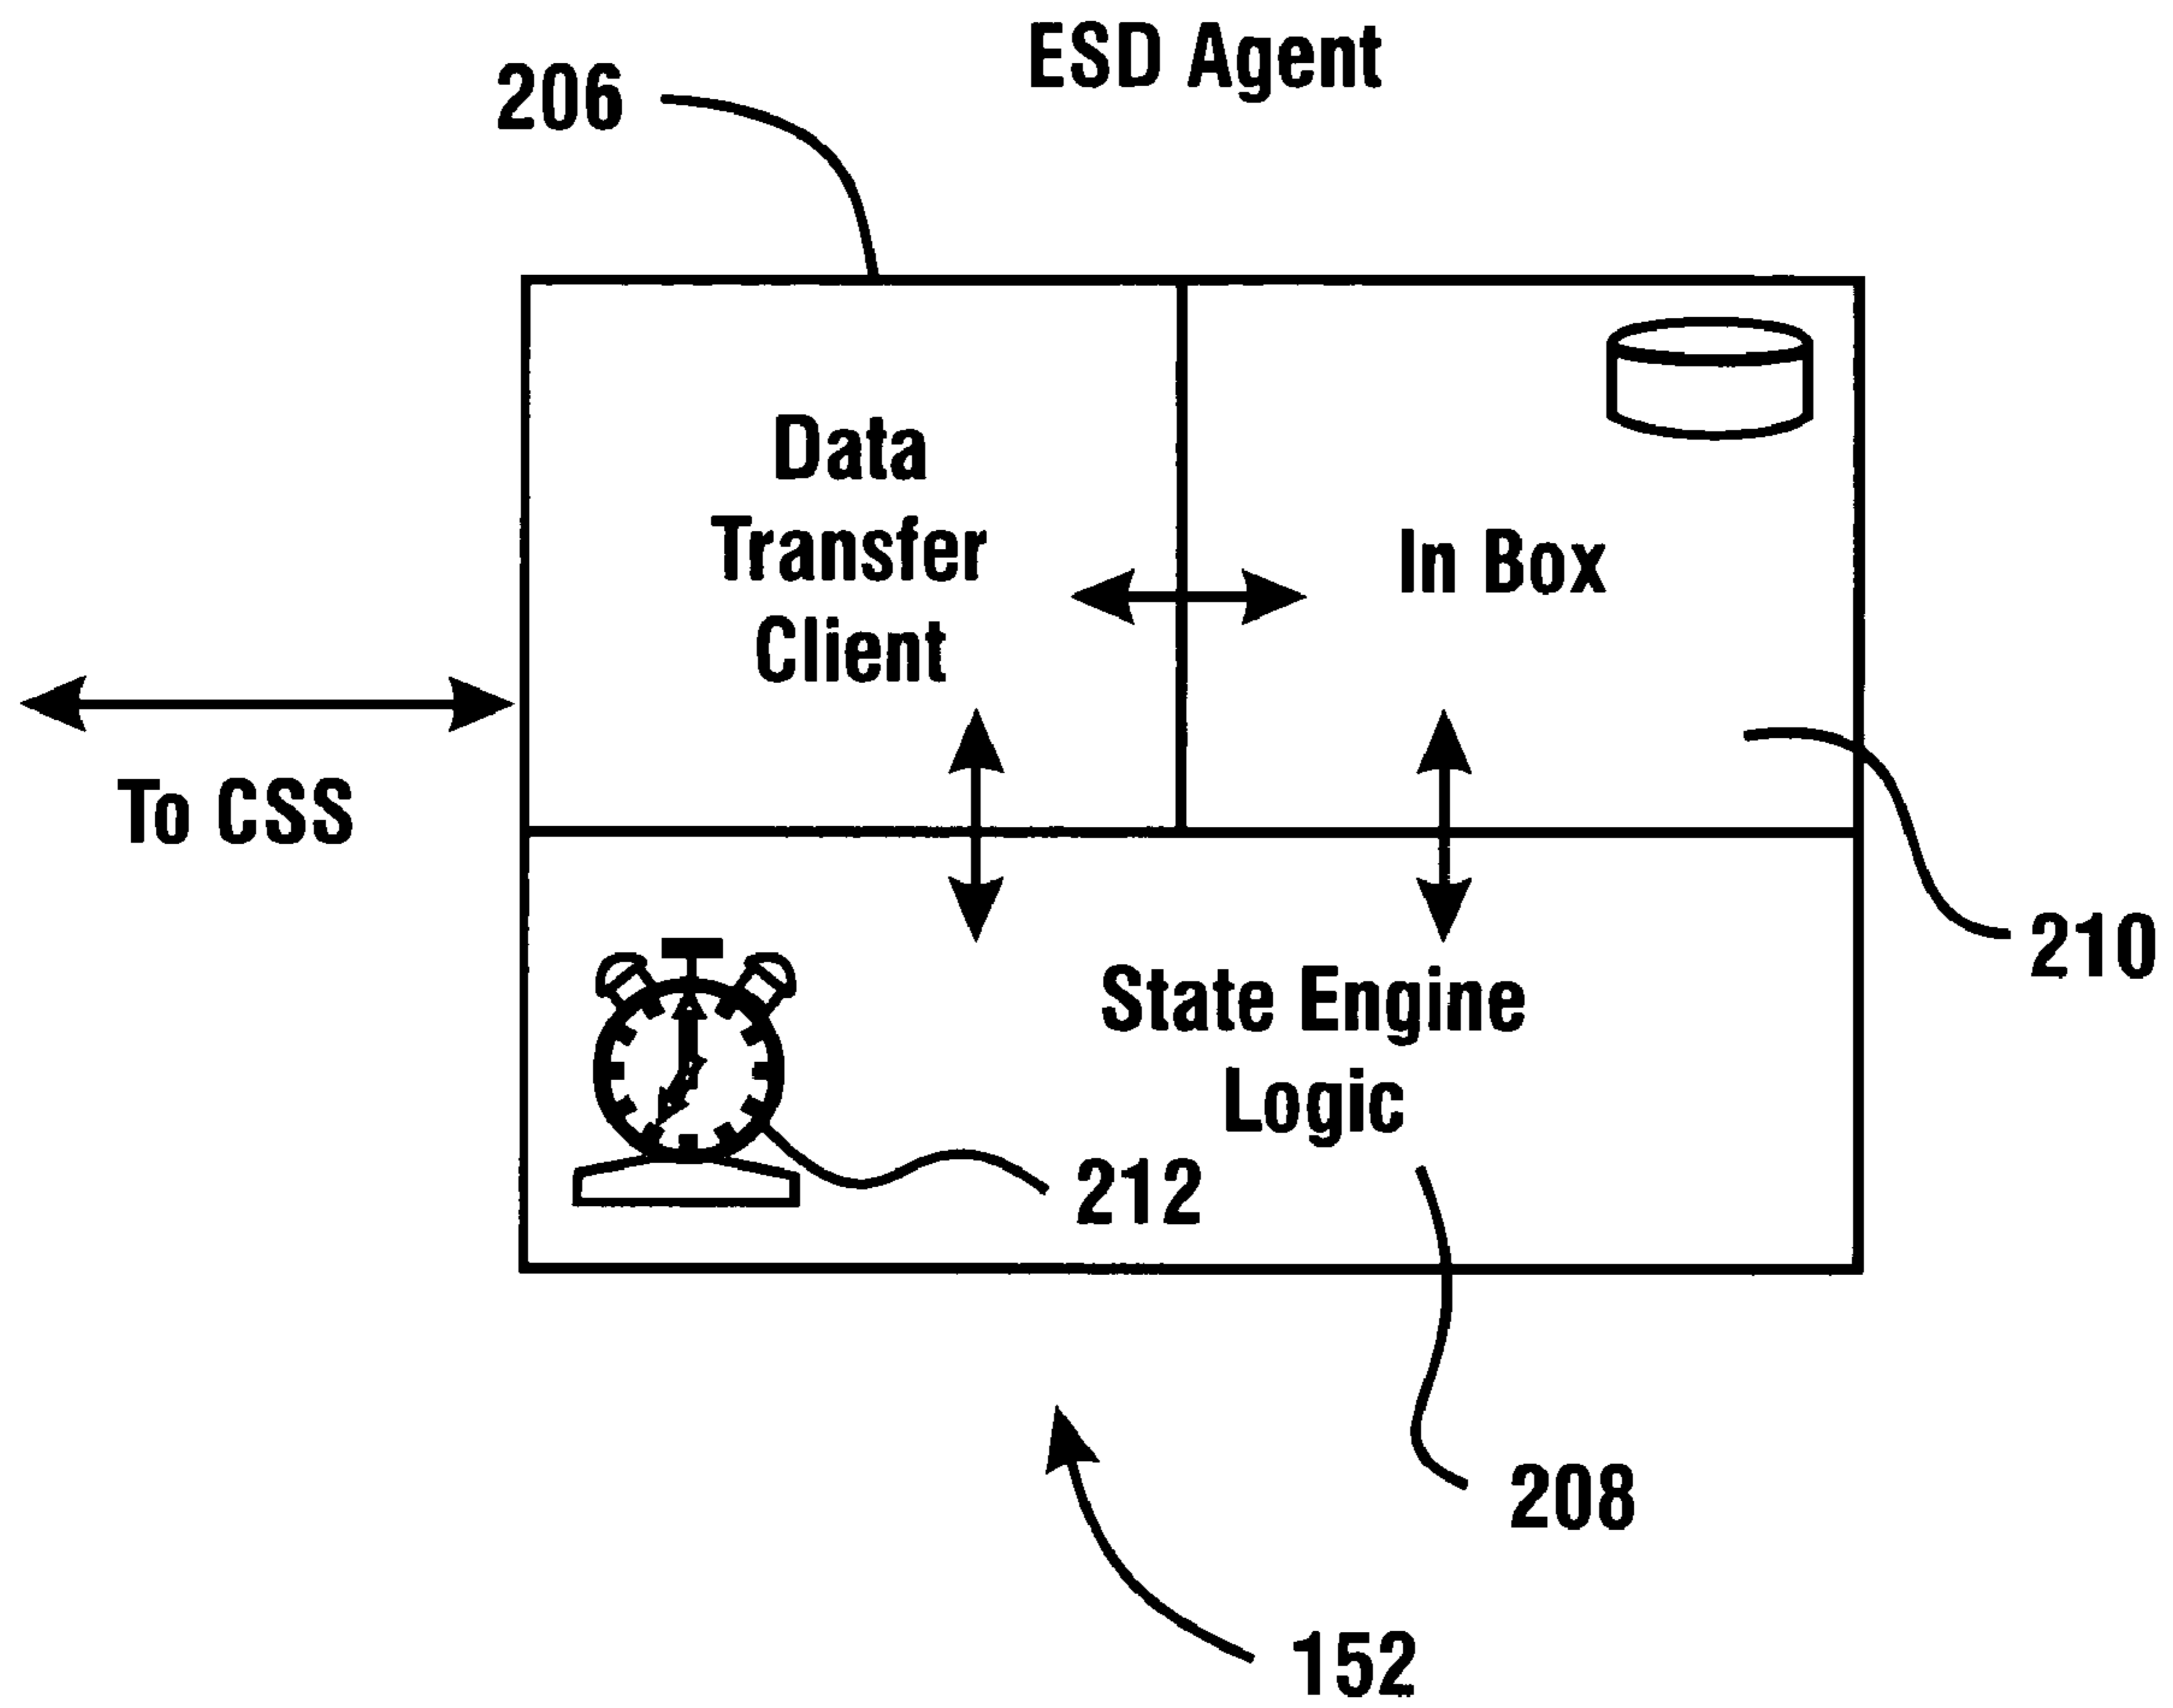 ESD Agent
206
Data
Transfer
Client
In Box
To CSS
210
State Engine
Logic
212
208
152